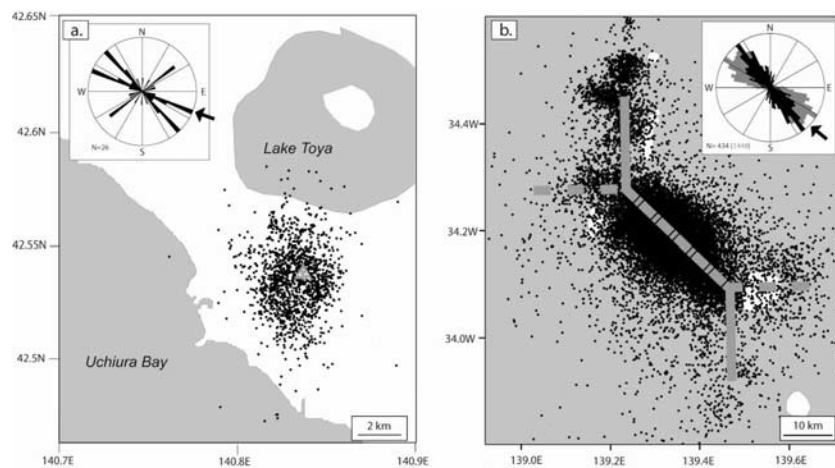 42.65N
a.
N
W
E
S
N=26
42.6N
Lake Toya
42.55N
42.5N
Uchiura Bay
2 km
140.7E
140.8E
140.9E
b.
N
W
E
S
34.4W
34.2W
34.0W
10 km
139.0E
139.2E
139.4E
139.6E